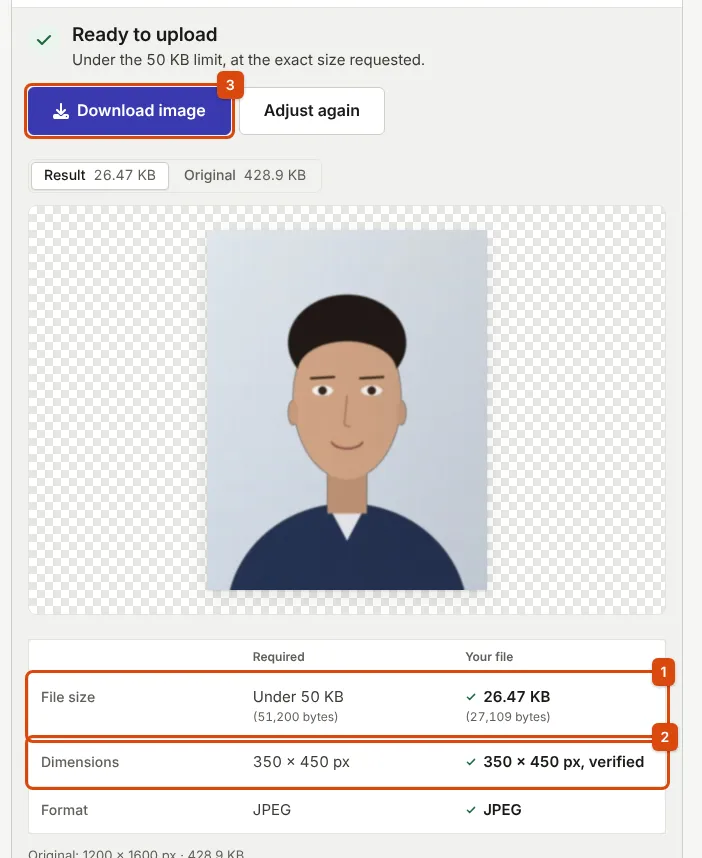 Ready to upload
Under the 50 KB limit, at the exact size requested.
3
Download image
Adjust again
Result 26.47 KB
Original 428.9 KB
Required
Your file
1
File size
Under 50 KB
26.47 KB
(51,200 bytes)
(27,109 bytes)
2
Dimensions
350 × 450 px
350 × 450 px, verified
Format
JPEG
JPEG
Original: 1200 × 1600 px · 428.9 KB